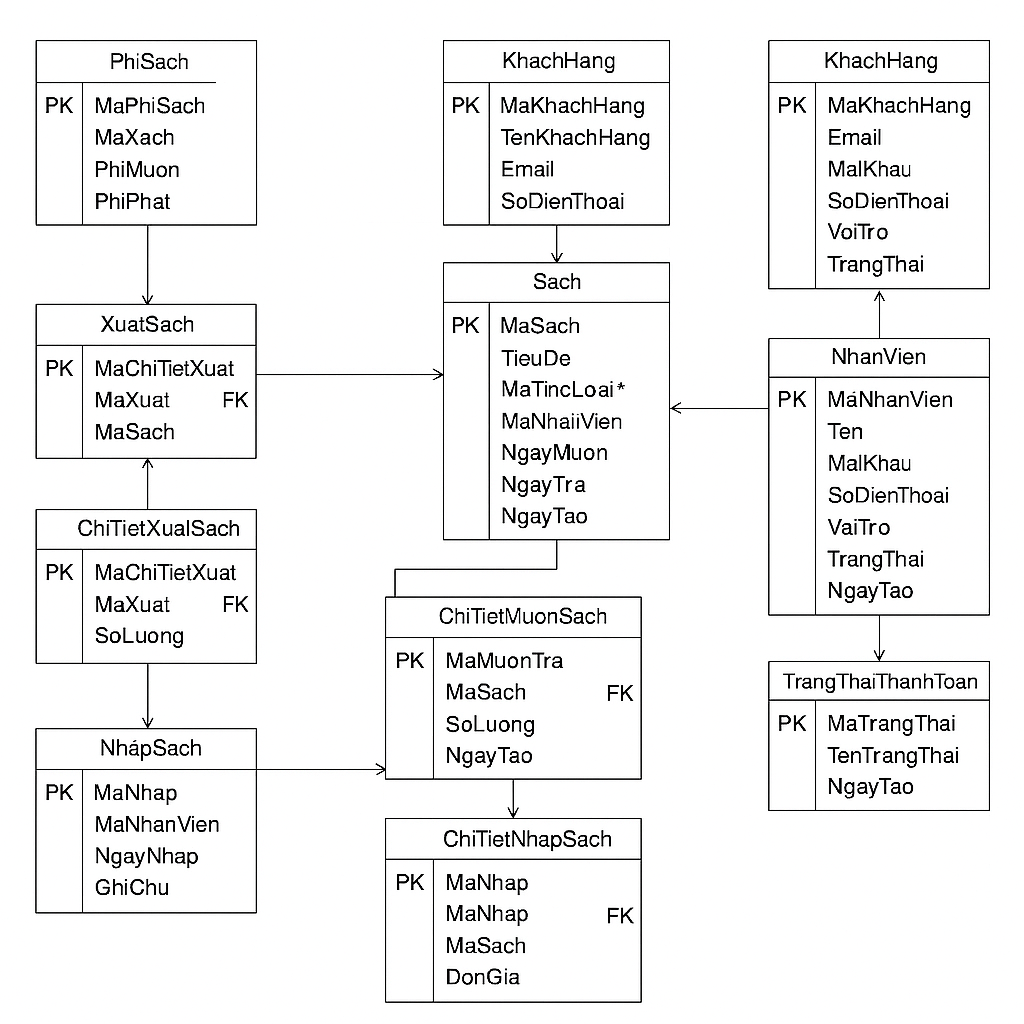 PhiSach
PK MaPhiSach
MaXach
PhiMuon
PhiPhat
KhachHang
PK MaKhachHang
TenKhachHang
Email
SoDienThoai
KhachHang
PK MaKhachHang
Email
MalKhau
SoDienThoai
VoiTro
TrangThai
XuatSach
PK MaChiTietXuat
MaXuat FK
MaSach
Sach
PK MaSach
TieuDe
MaTincLoai*
MaNhaiiVien
NgayMuon
NgayTra
NgayTao
NhanVien
PK MáNhanVien
Ten
MalKhau
SoDienThoai
VaiTro
TrangThai
NgayTao
ChiTietXualSach
PK MaChiTietXuat
MaXuat FK
SoLuong
ChiTietMuonSach
PK MaMuonTra
MaSach FK
SoLuong
NgayTao
TrangThaiThanhToan
PK MaTrangThai
TenTrangThai
NgayTao
NhápSach
PK MaNhap
MaNhanVien
NgayNhap
GhiChu
ChiTietNhapSach
PK MaNhap
MaNhap FK
MaSach
DonGia